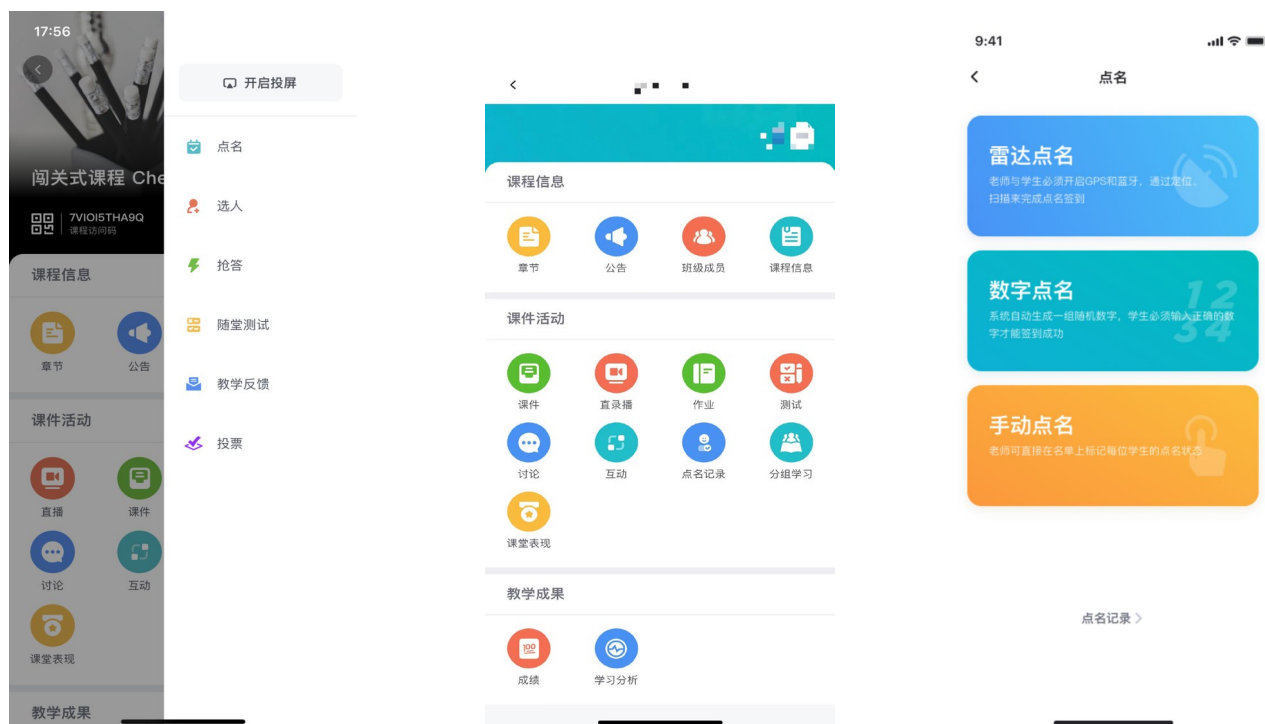 17:56
闯关式课程 Che
7VIOI5THA9Q
课程访问码
课程信息
章节
公告
课件活动
直播
课件
讨论
互动
课堂表现
教学成果
开启投屏
点名
选人
抢答
随堂测试
教学反馈
投票
课程信息
章节
公告
班级成员
课程信息
课件活动
课件
直录播
作业
测试
讨论
互动
点名记录
分组学习
课堂表现
教学成果
100
成绩
学习分析
9:41
点名
雷达点名
老师与学生必须开启GPS和蓝牙，通过定位、
扫描来完成点名签到
数字点名
12
34
系统自动生成一组随机数字，学生必须输入正确的数
字才能签到成功
手动点名
老师可直接在名单上标记每位学生的点名状态
点名记录